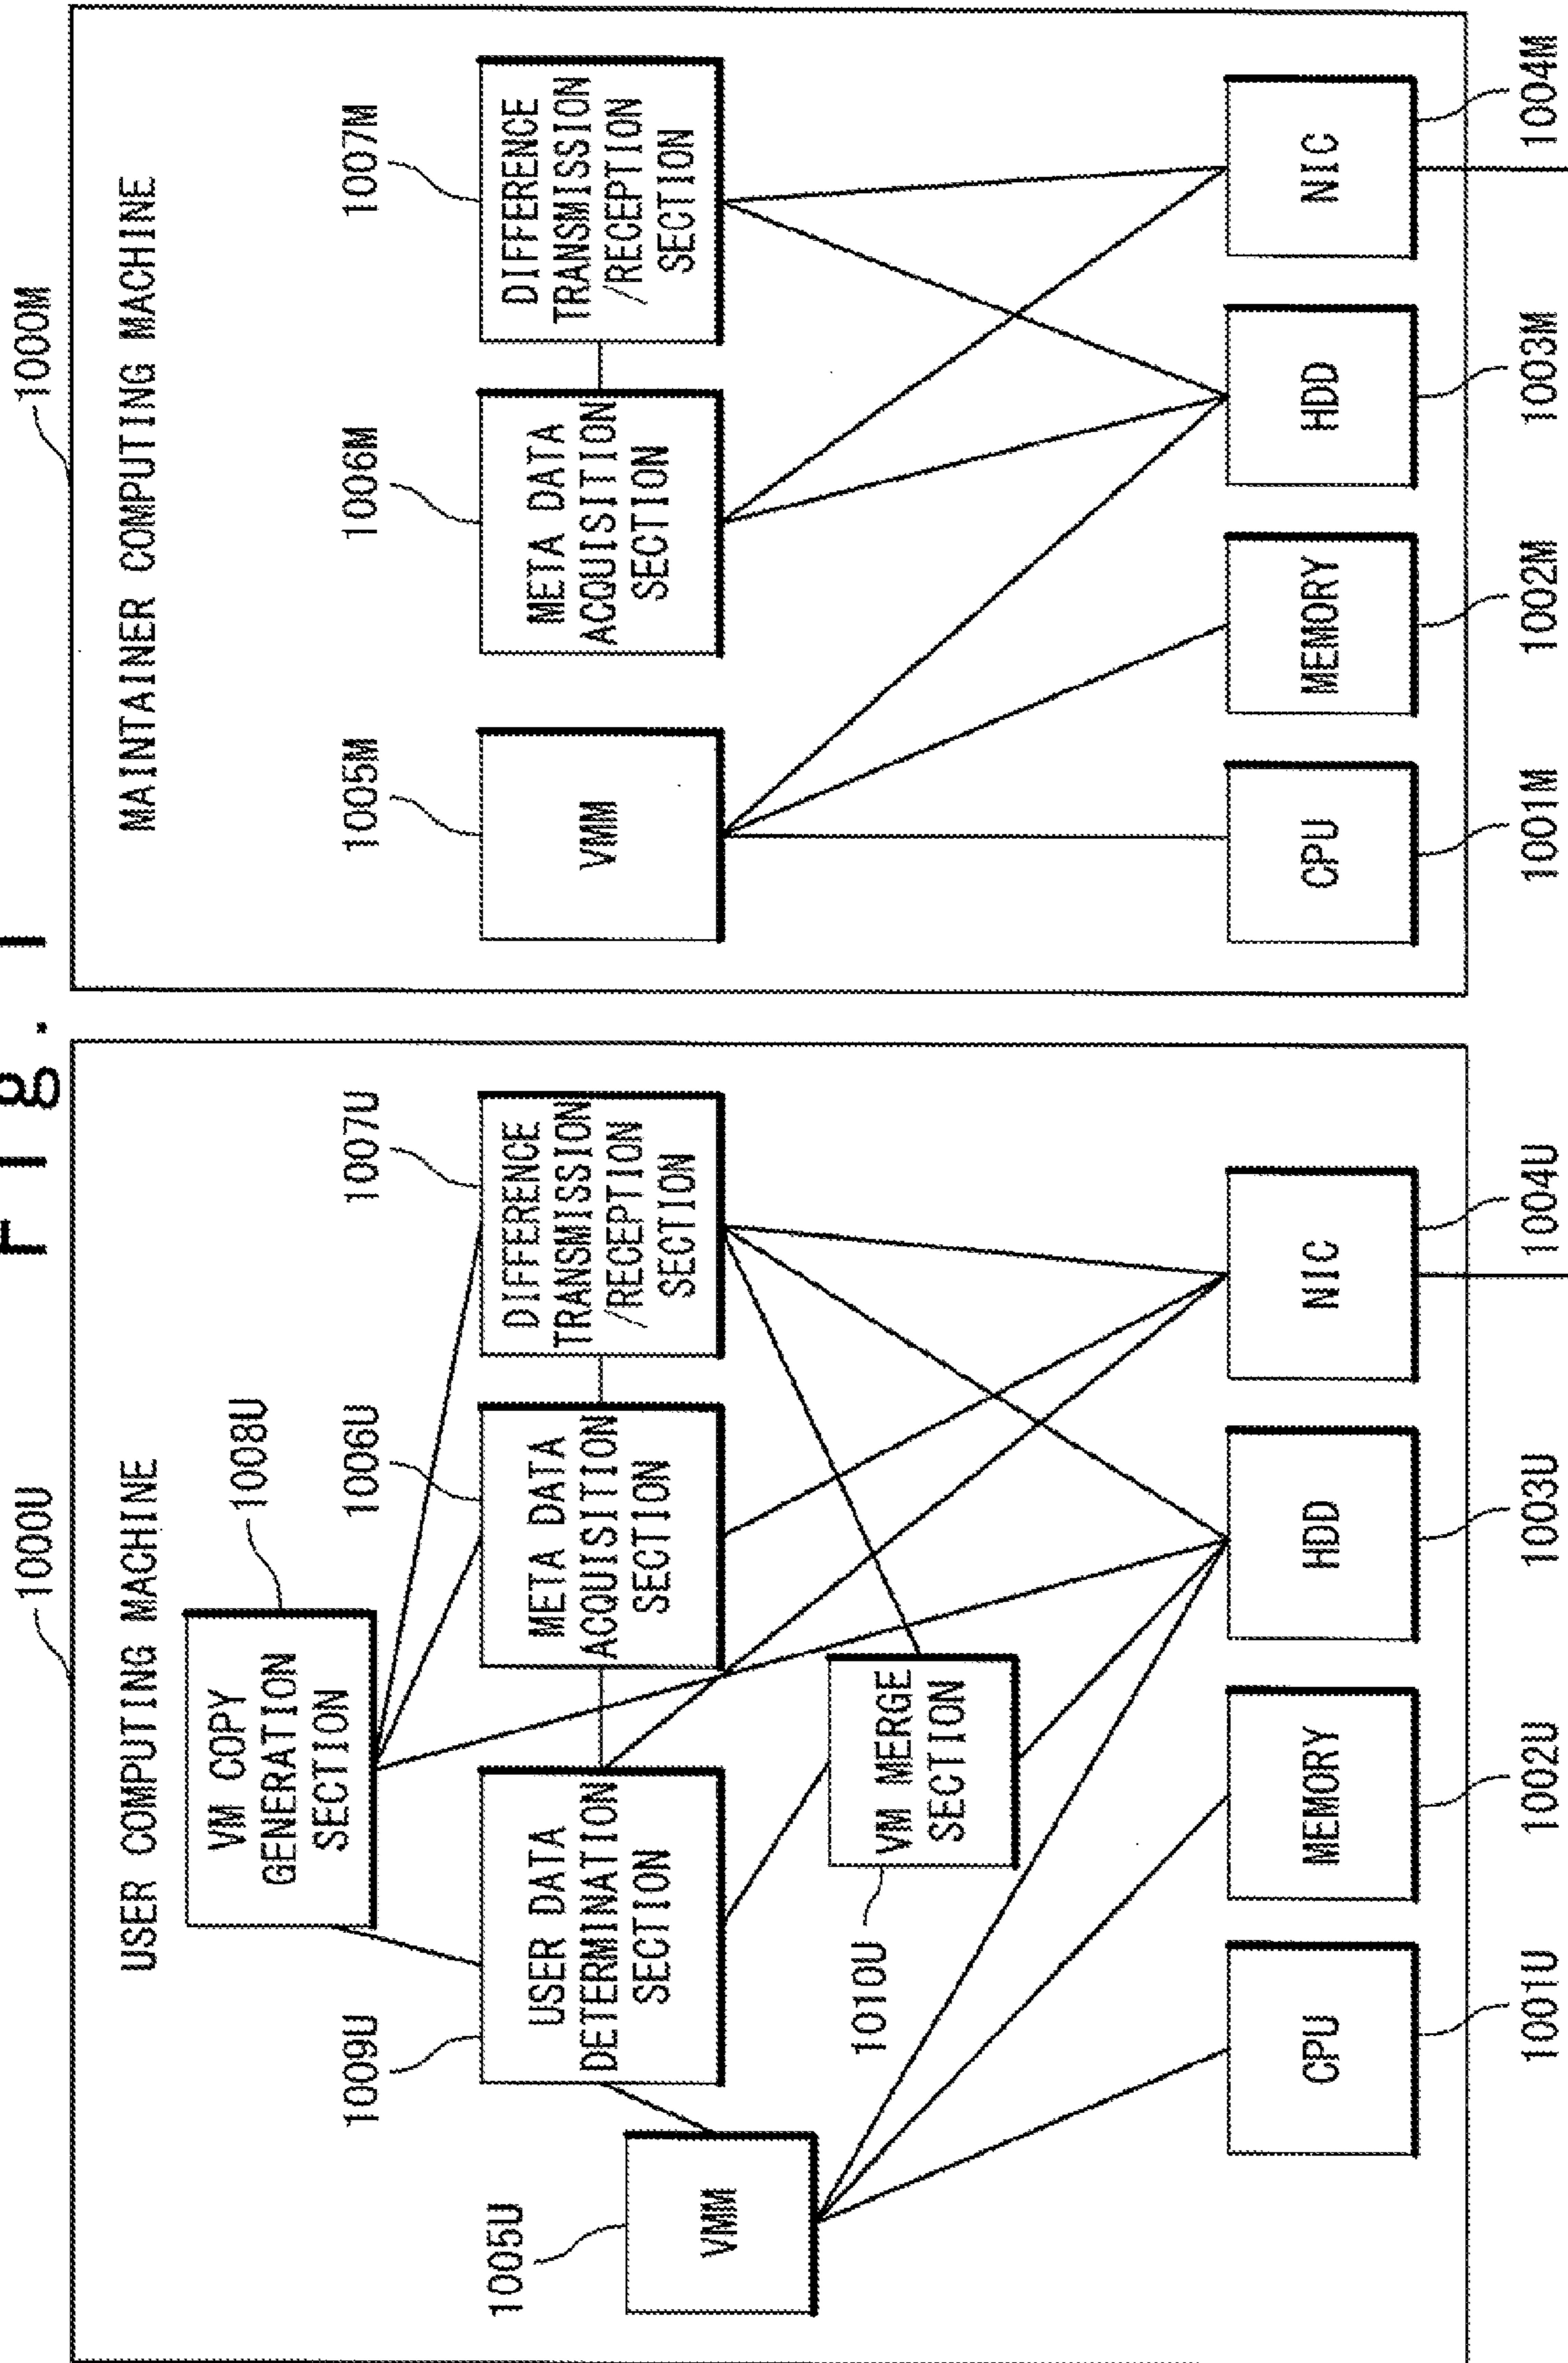 Fig. 1
1000U
USER COMPUTING MACHINE
VM COPY
GENERATION
SECTION
1008U
1009U
USER DATA
DETERMINATION
SECTION
1006U
META DATA
ACQUISITION
SECTION
1007U
DIFFERENCE
TRANSMISSION
/RECEPTION
SECTION
1005U
VMM
1010U
VM MERGE
SECTION
CPU
MEMORY
HDD
NIC
1001U
1002U
1003U
1004U
1000M
MAINTAINER COMPUTING MACHINE
1005M
VMM
1006M
META DATA
ACQUISITION
SECTION
1007M
DIFFERENCE
TRANSMISSION
/RECEPTION
SECTION
CPU
MEMORY
HDD
NIC
1001M
1002M
1003M
1004M